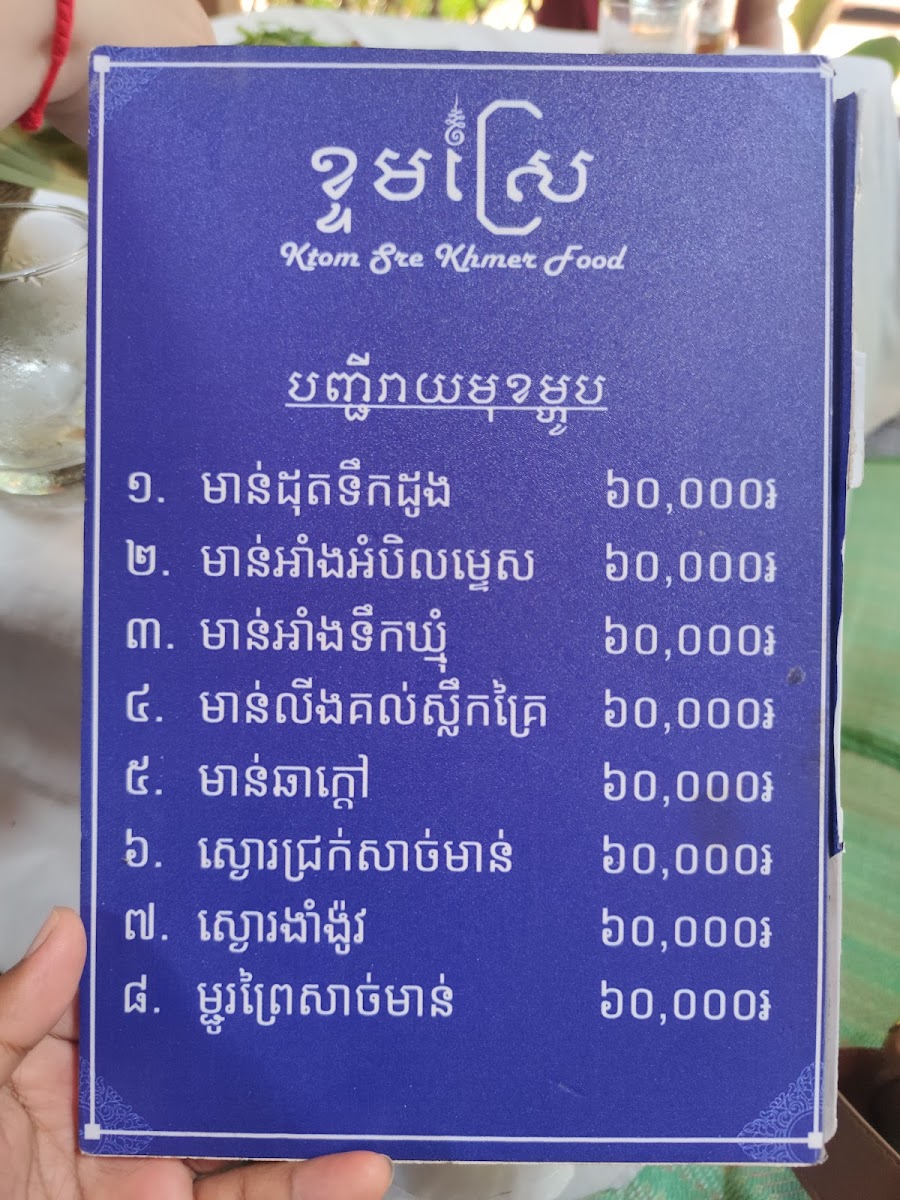 ខ្ទមស្រែ
Ktom Sre Khmer Food
បញ្ជីរាយមុខម្ហូប
១. មាន់ដុតទឹកដូង ៦០,០០០៛
២. មាន់អាំងអំបិលម្ទេស ៦០,០០០៛
៣. មាន់អាំងទឹកឃ្មុំ ៦០,០០០៛
៤. មាន់លីងគល់ស្លឹកគ្រៃ ៦០,០០០៛
៥. មាន់ឆាក្តៅ ៦០,០០០៛
៦. ស្ងោរជ្រក់សាច់មាន់ ៦០,០០០៛
៧. ស្ងោរងាំង៉ូវ ៦០,០០០៛
៨. ម្ជូរព្រៃសាច់មាន់ ៦០,០០០៛